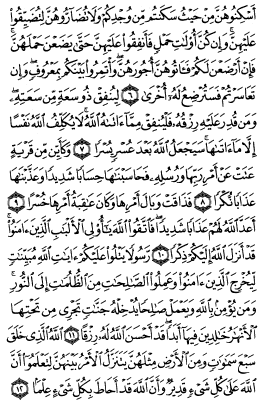 أَسْكِنُوهُنَّ مِنْ حَيْثُ سَكَنتُم مِّن وُجْدِكُمْ وَلَا تُضَآرُّوهُنَّ لِتُضَيِّقُوا۟
عَلَيْهِنَّ ۚ وَإِن كُنَّ أُو۟لَٰتِ حَمْلٍ فَأَنفِقُوا۟ عَلَيْهِنَّ حَتَّىٰ يَضَعْنَ حَمْلَهُنَّ ۚ
فَإِنْ أَرْضَعْنَ لَكُمْ فَـَٔاتُوهُنَّ أُجُورَهُنَّ ۖ وَأْتَمِرُوا۟ بَيْنَكُم بِمَعْرُوفٍ ۖ وَإِن
تَعَاسَرْتُمْ فَسَتُرْضِعُ لَهُۥٓ أُخْرَىٰ ٦ لِيُنفِقْ ذُو سَعَةٍ مِّن سَعَتِهِۦ ۖ
وَمَن قُدِرَ عَلَيْهِ رِزْقُهُۥ فَلْيُنفِقْ مِمَّآ ءَاتَىٰهُ ٱللَّهُ ۚ لَا يُكَلِّفُ ٱللَّهُ نَفْسًا
إِلَّا مَآ ءَاتَىٰهَا ۚ سَيَجْعَلُ ٱللَّهُ بَعْدَ عُسْرٍ يُسْرًا ٧ وَكَأَيِّن مِّن قَرْيَةٍ
عَتَتْ عَنْ أَمْرِ رَبِّهَا وَرُسُلِهِۦ فَحَاسَبْنَٰهَا حِسَابًا شَدِيدًا وَعَذَّبْنَٰهَا
عَذَابًا نُّكْرًا ٨ فَذَاقَتْ وَبَالَ أَمْرِهَا وَكَانَ عَٰقِبَةُ أَمْرِهَا خُسْرًا ٩
أَعَدَّ ٱللَّهُ لَهُمْ عَذَابًا شَدِيدًا ۖ فَٱتَّقُوا۟ ٱللَّهَ يَٰٓأُو۟لِى ٱلْأَلْبَٰبِ ٱلَّذِينَ ءَامَنُوا۟ ۚ
قَدْ أَنزَلَ ٱللَّهُ إِلَيْكُمْ ذِكْرًا ١٠ رَّسُولًا يَتْلُوا۟ عَلَيْكُمْ ءَايَٰتِ ٱللَّهِ مُبَيِّنَٰتٍ
لِّيُخْرِجَ ٱلَّذِينَ ءَامَنُوا۟ وَعَمِلُوا۟ ٱلصَّٰلِحَٰتِ مِنَ ٱلظُّلُمَٰتِ إِلَى ٱلنُّورِ ۚ
وَمَن يُؤْمِنۢ بِٱللَّهِ وَيَعْمَلْ صَٰلِحًا يُدْخِلْهُ جَنَّٰتٍ تَجْرِى مِن تَحْتِهَا
ٱلْأَنْهَٰرُ خَٰلِدِينَ فِيهَآ أَبَدًا ۖ قَدْ أَحْسَنَ ٱللَّهُ لَهُۥ رِزْقًا ١١ ٱللَّهُ ٱلَّذِى خَلَقَ
سَبْعَ سَمَٰوَٰتٍ وَمِنَ ٱلْأَرْضِ مِثْلَهُنَّ يَتَنَزَّلُ ٱلْأَمْرُ بَيْنَهُنَّ لِتَعْلَمُوٓا۟ أَنَّ
ٱللَّهَ عَلَىٰ كُلِّ شَىْءٍ قَدِيرٌ وَأَنَّ ٱللَّهَ قَدْ أَحَاطَ بِكُلِّ شَىْءٍ عِلْمًۢا ١٢